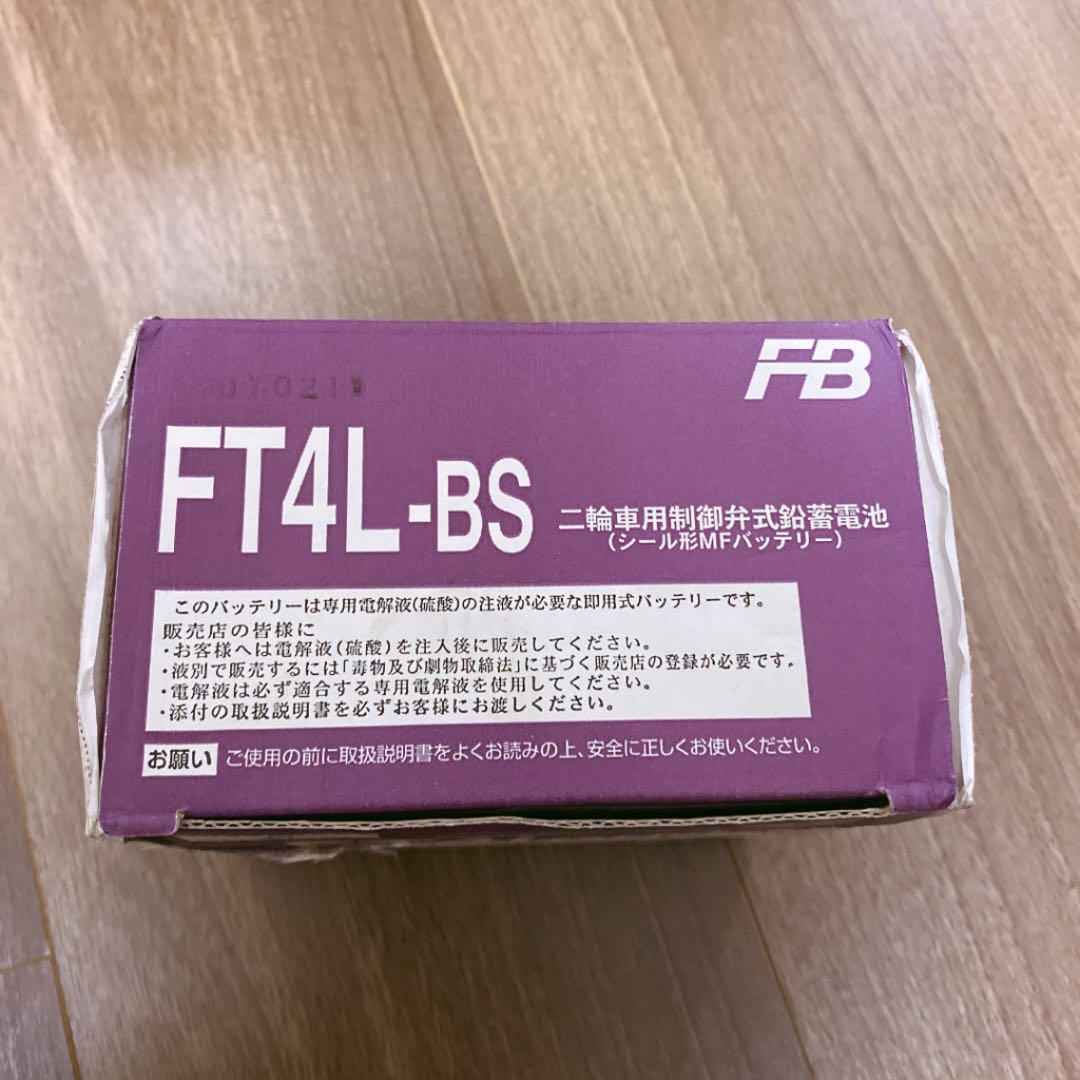 FB
070211
FT4L-BS
二輪車用制御弁式鉛蓄電池
(シール形MFバッテリー)
このバッテリーは専用電解液(硫酸)の注液が必要な即用式バッテリーです。
販売店の皆様に
・お客様へは電解液(硫酸)を注入後に販売してください。
・液別で販売するには「毒物及び劇物取締法」に基づく販売店の登録が必要です。
・電解液は必ず適合する専用電解液を使用してください。
・添付の取扱説明書を必ずお客様にお渡しください。
お願い ご使用の前に取扱説明書をよくお読みの上、安全に正しくお使いください。